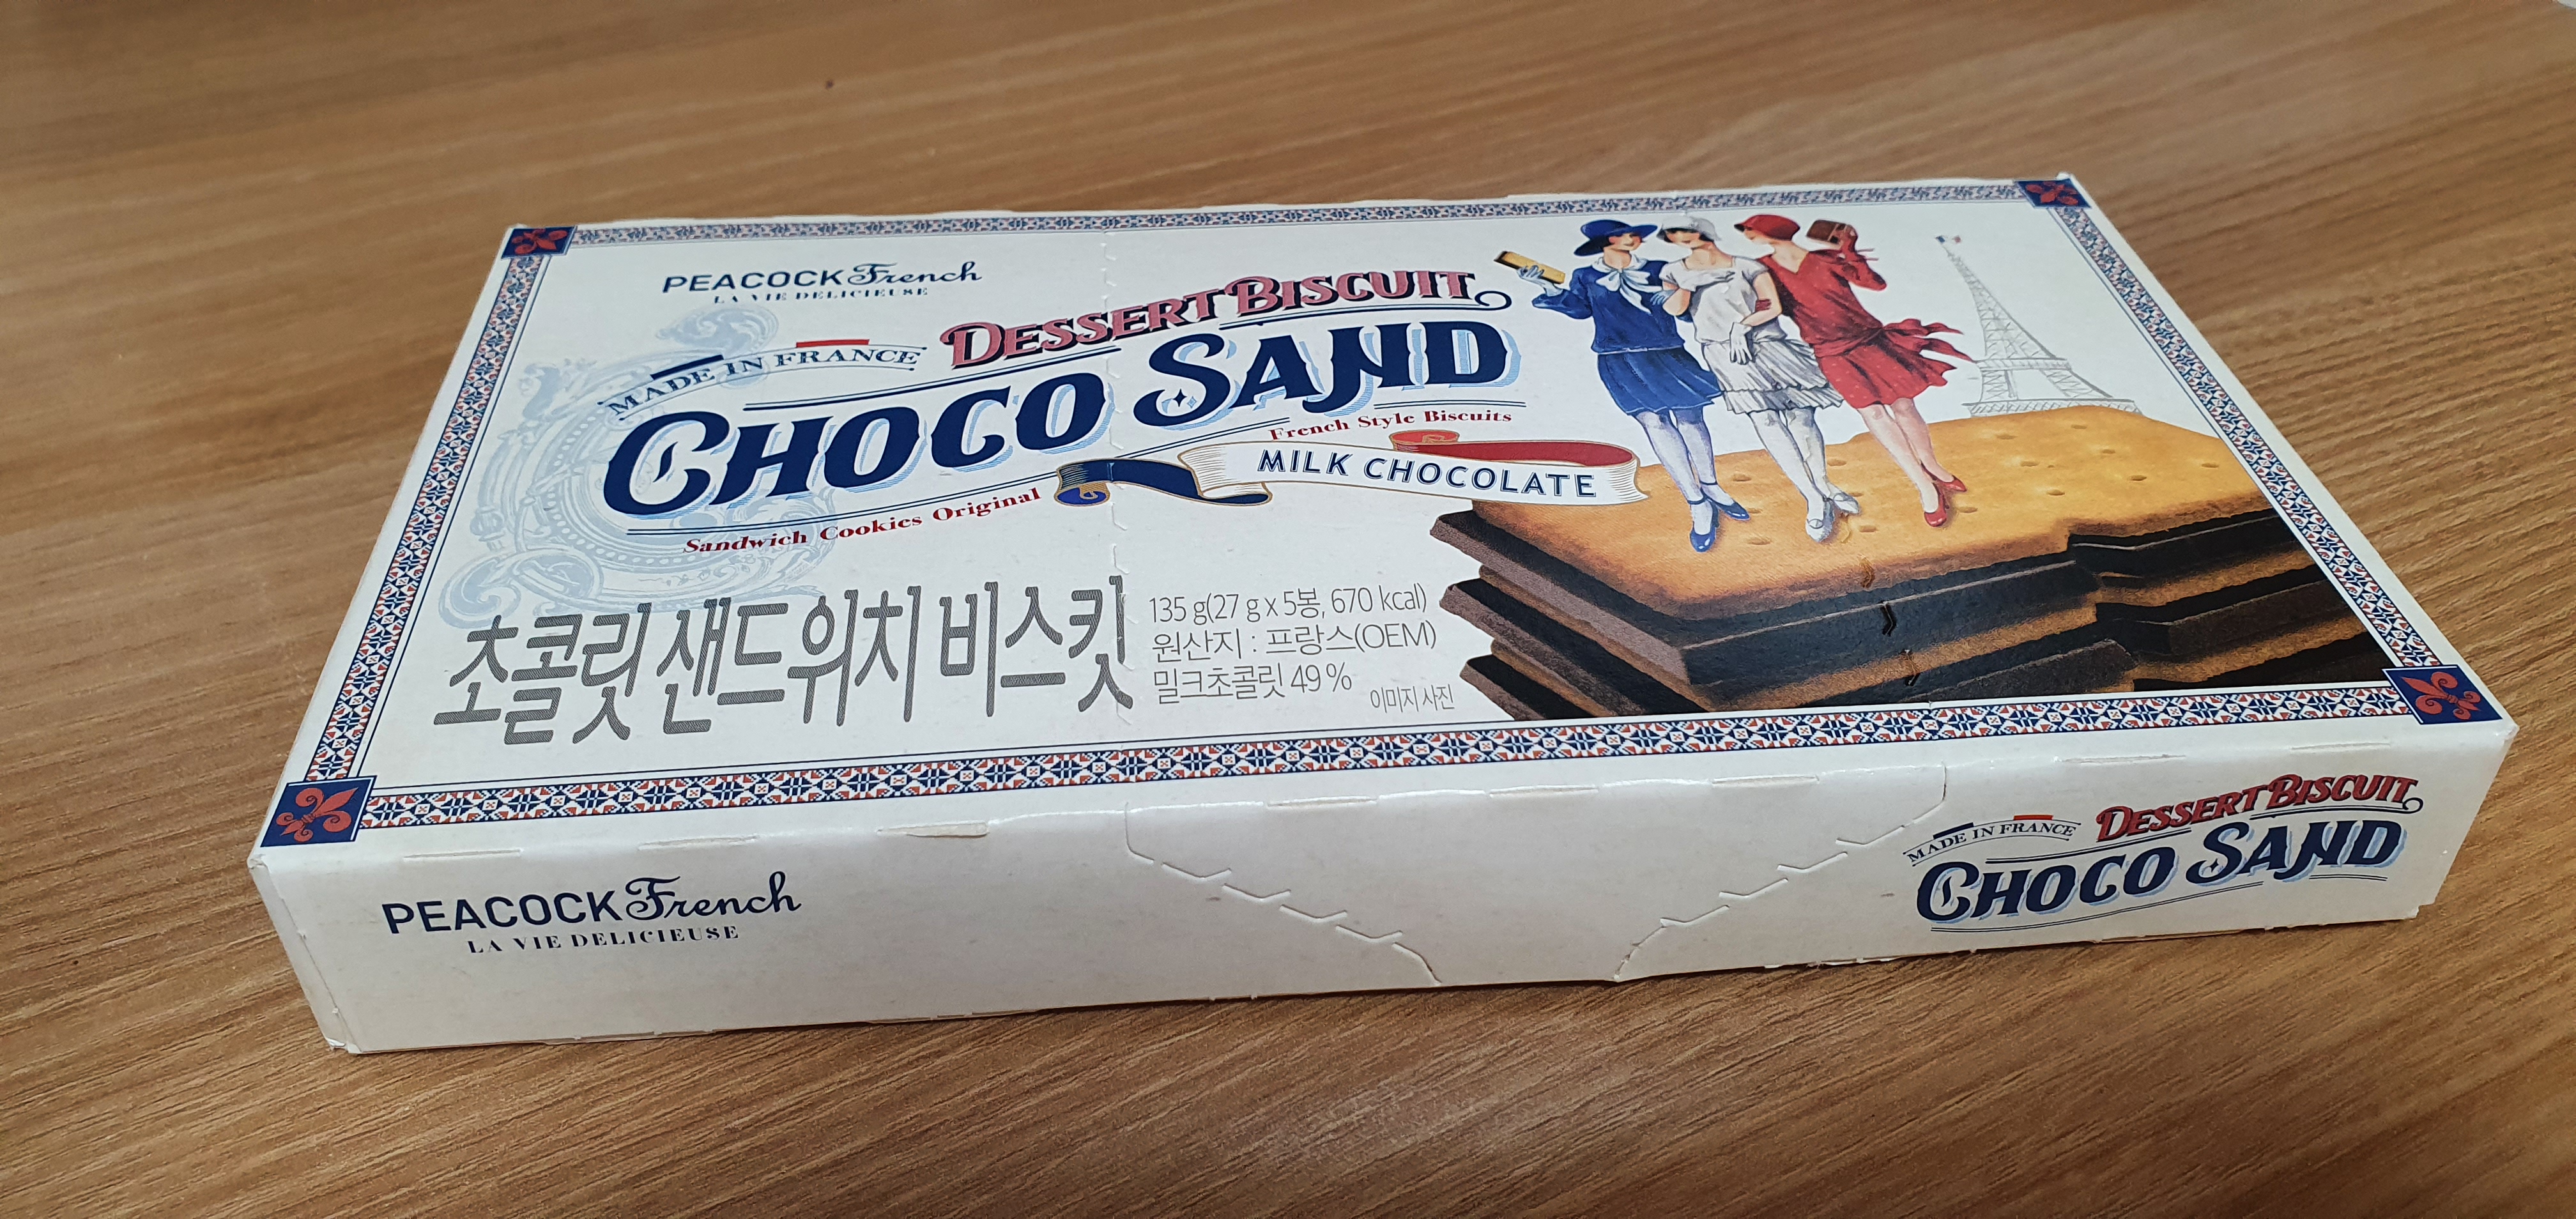 PEACOCK French
LA VIE DELICIEUSE
MADE IN FRANCE
DESSERT BISCUIT
CHOCO SAND
French Style Biscuits
MILK CHOCOLATE
Sandwich Cookies Original
초콜릿 샌드위치 비스킷
135 g(27 g x 5봉, 670 kcal)
원산지 : 프랑스(OEM)
밀크초콜릿 49 %
이미지 사진
PEACOCK French
LA VIE DELICIEUSE
MADE IN FRANCE
DESSERT BISCUIT
CHOCO SAND